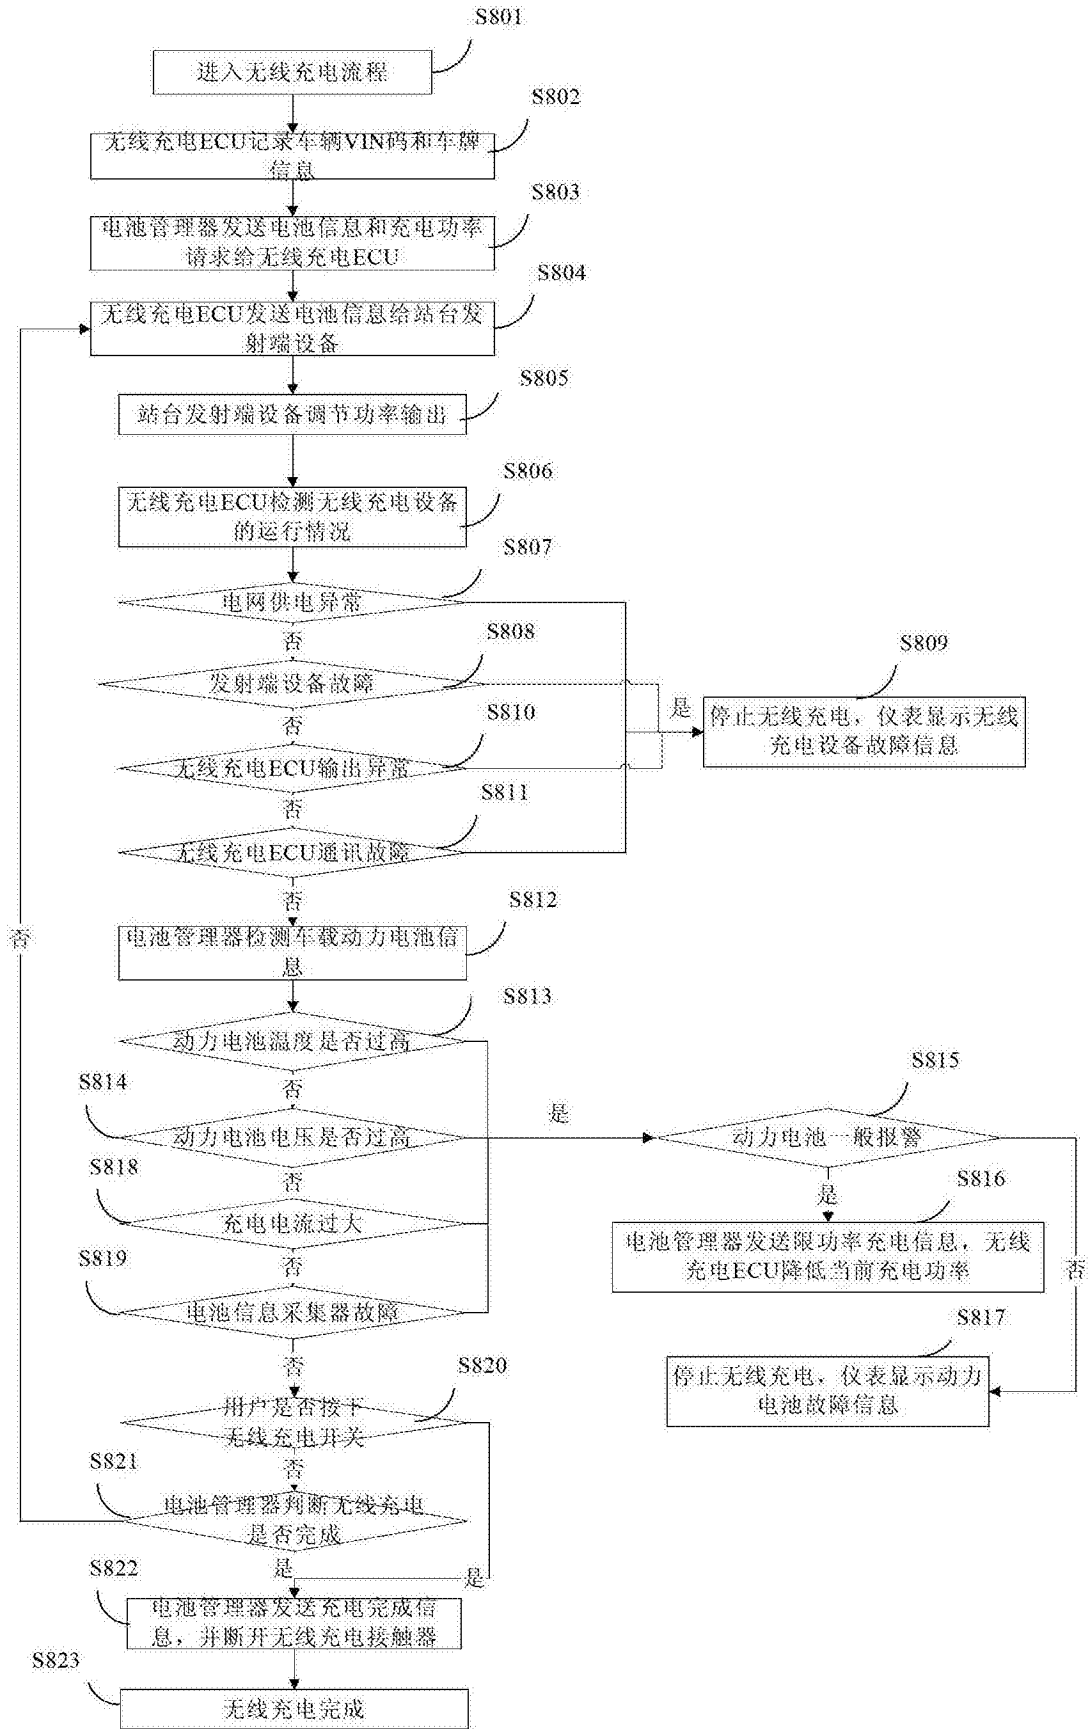 S801
进入无线充电流程
S802
无线充电ECU记录车辆VIN码和车牌
信息
S803
电池管理器发送电池信息和充电功率
请求给无线充电ECU
S804
无线充电ECU发送电池信息给站台发
射端设备
S805
站台发射端设备调节功率输出
S806
无线充电ECU检测无线充电设备
的运行情况
S807
电网供电异常
否
S808
发射端设备故障
S809
是
停止无线充电，仪表显示无线
充电设备故障信息
否
S810
无线充电ECU输出异常
否
S811
无线充电ECU通讯故障
否
S812
电池管理器检测车载动力电池信
息
否
S813
动力电池温度是否过高
否
S814
动力电池电压是否过高
是
S815
动力电池一般报警
否
S818
充电电流过大
是
S816
电池管理器发送限功率充电信息，无线
充电ECU降低当前充电功率
否
否
S819
电池信息采集器故障
S817
停止无线充电，仪表显示动力
电池故障信息
否
S820
用户是否按下
无线充电开关
否
S821
电池管理器判断无线充电
是否完成
是
是
S822
电池管理器发送充电完成信
息，并断开无线充电接触器
S823
无线充电完成